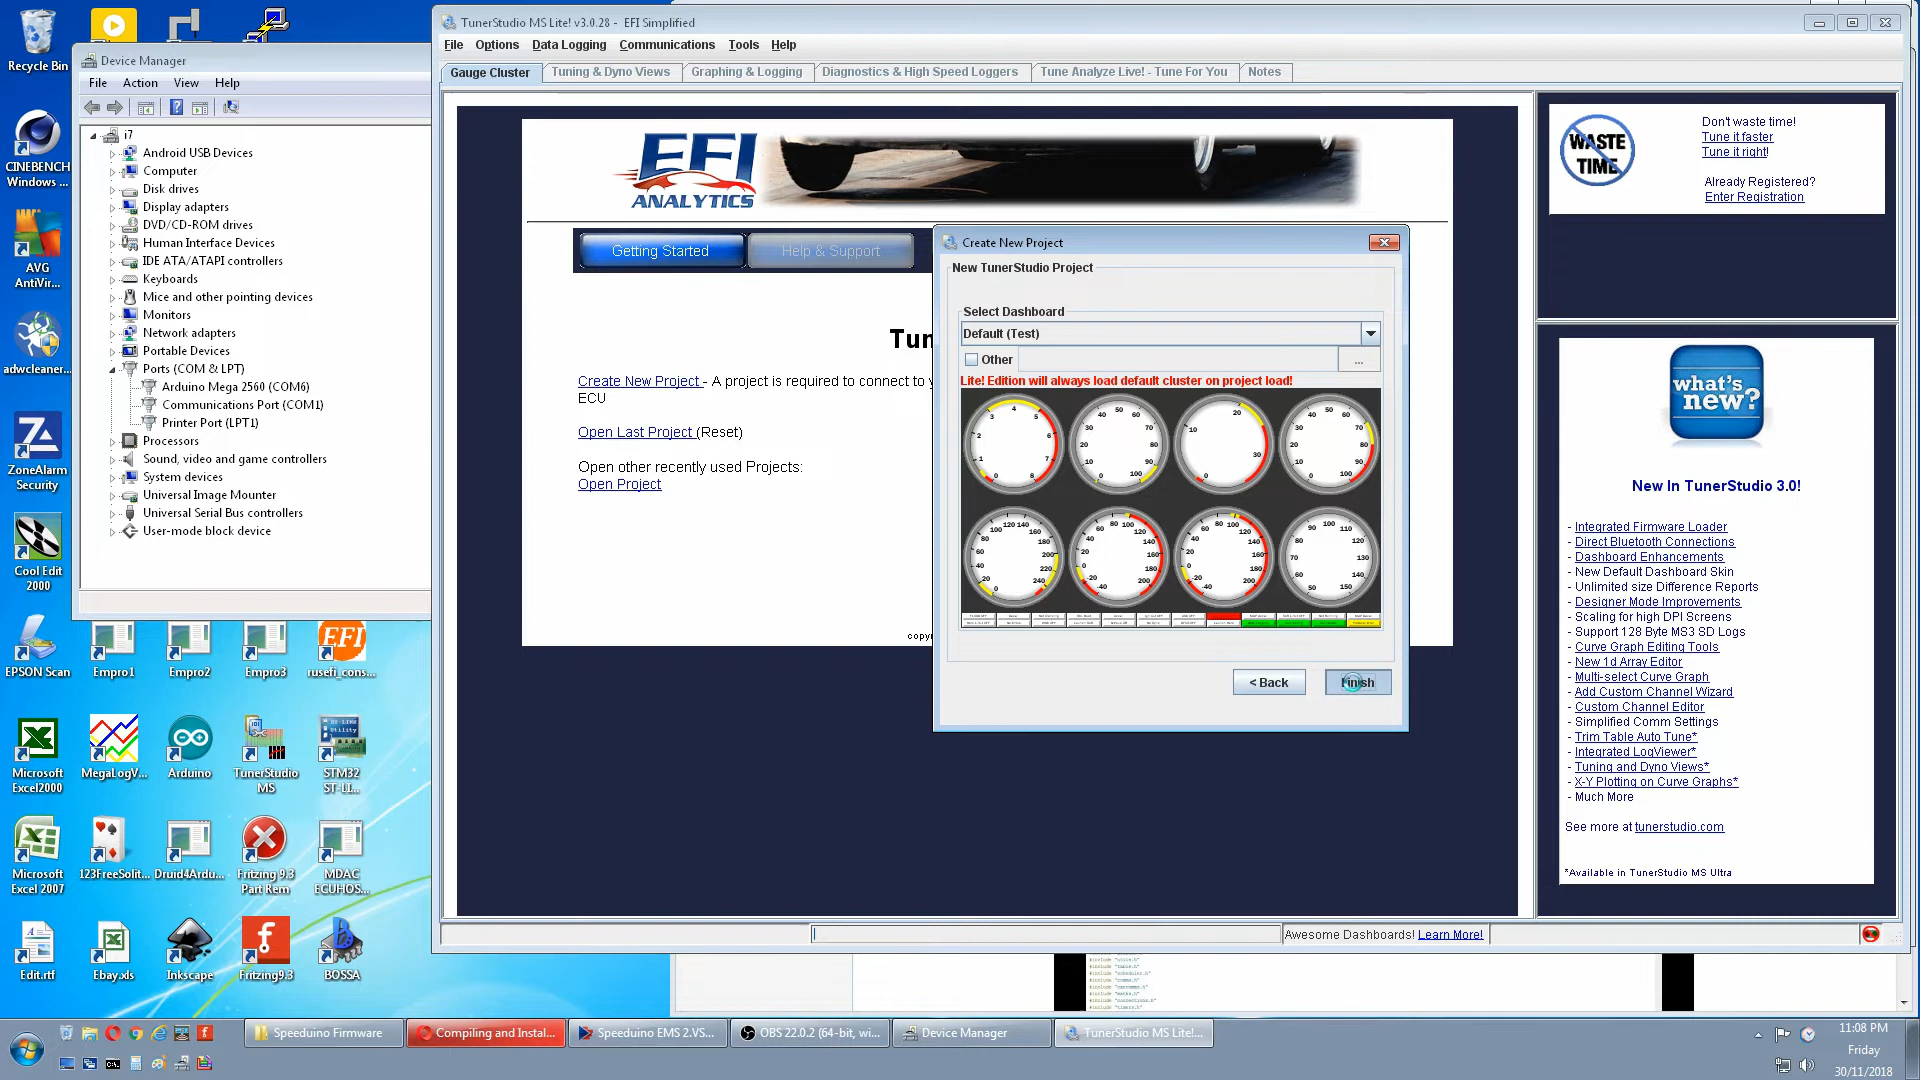 TunerStudio MS Lite! v3.0.28 - EFI Simplified
File Options Data Logging Communications Tools Help
Gauge Cluster
Tuning & Dyno Views
Graphing & Logging
Diagnostics & High Speed Loggers
Tune Analyze Live! - Tune For You
Notes
Device Manager
File Action View Help
i7
Android USB Devices
Computer
Disk drives
Display adapters
DVD/CD-ROM drives
Human Interface Devices
IDE ATA/ATAPI controllers
Keyboards
Mice and other pointing devices
Monitors
Network adapters
Portable Devices
Ports (COM & LPT)
Arduino Mega 2560 (COM6)
Communications Port (COM1)
Printer Port (LPT1)
Processors
Sound, video and game controllers
System devices
Universal Image Mounter
Universal Serial Bus controllers
User-mode block device
EFI
ANALYTICS
Getting Started
Help & Support
Tun
Create New Project - A project is required to connect to y
ECU
Open Last Project (Reset)
Open other recently used Projects:
Open Project
copyr
Create New Project
New TunerStudio Project
Select Dashboard
Default (Test)
Other
...
Lite! Edition will always load default cluster on project load!
< Back
Finish
WASTE
TIME
Don't waste time!
Tune it faster
Tune it right!
Already Registered?
Enter Registration
what's
new?
New In TunerStudio 3.0!
- Integrated Firmware Loader
- Direct Bluetooth Connections
- Dashboard Enhancements
- New Default Dashboard Skin
- Unlimited size Difference Reports
- Designer Mode Improvements
- Scaling for high DPI Screens
- Support 128 Byte MS3 SD Logs
- Curve Graph Editing Tools
- New 1d Array Editor
- Multi-select Curve Graph
- Add Custom Channel Wizard
- Custom Channel Editor
- Simplified Comm Settings
- Trim Table Auto Tune*
- Integrated LogViewer*
- Tuning and Dyno Views*
- X-Y Plotting on Curve Graphs*
- Much More
See more at tunerstudio.com
*Available in TunerStudio MS Ultra
Awesome Dashboards! Learn More!
Recycle Bin
CINEBENCH
Windows ...
AVG
AntiVir...
adwcleaner...
ZoneAlarm
Security
Cool Edit
2000
EPSON Scan
Empro1
Empro2
Empro3
EFI
rusefi_cons...
Microsoft
Excel2000
MegaLogV...
Arduino
TunerStudio
MS
STM32
ST-LI...
Microsoft
Excel 2007
123FreeSolit...
Druid4Ardu...
Fritzing 9.3
Part Rem
MDAC
ECUHOS...
Edit.rtf
Ebay.xls
Inkscape
Fritzing9.3
BOSSA
Speeduino Firmware
Compiling and Instal...
Speeduino EMS 2.VS...
OBS 22.0.2 (64-bit, wi...
Device Manager
TunerStudio MS Lite!...
11:08 PM
Friday
30/11/2018